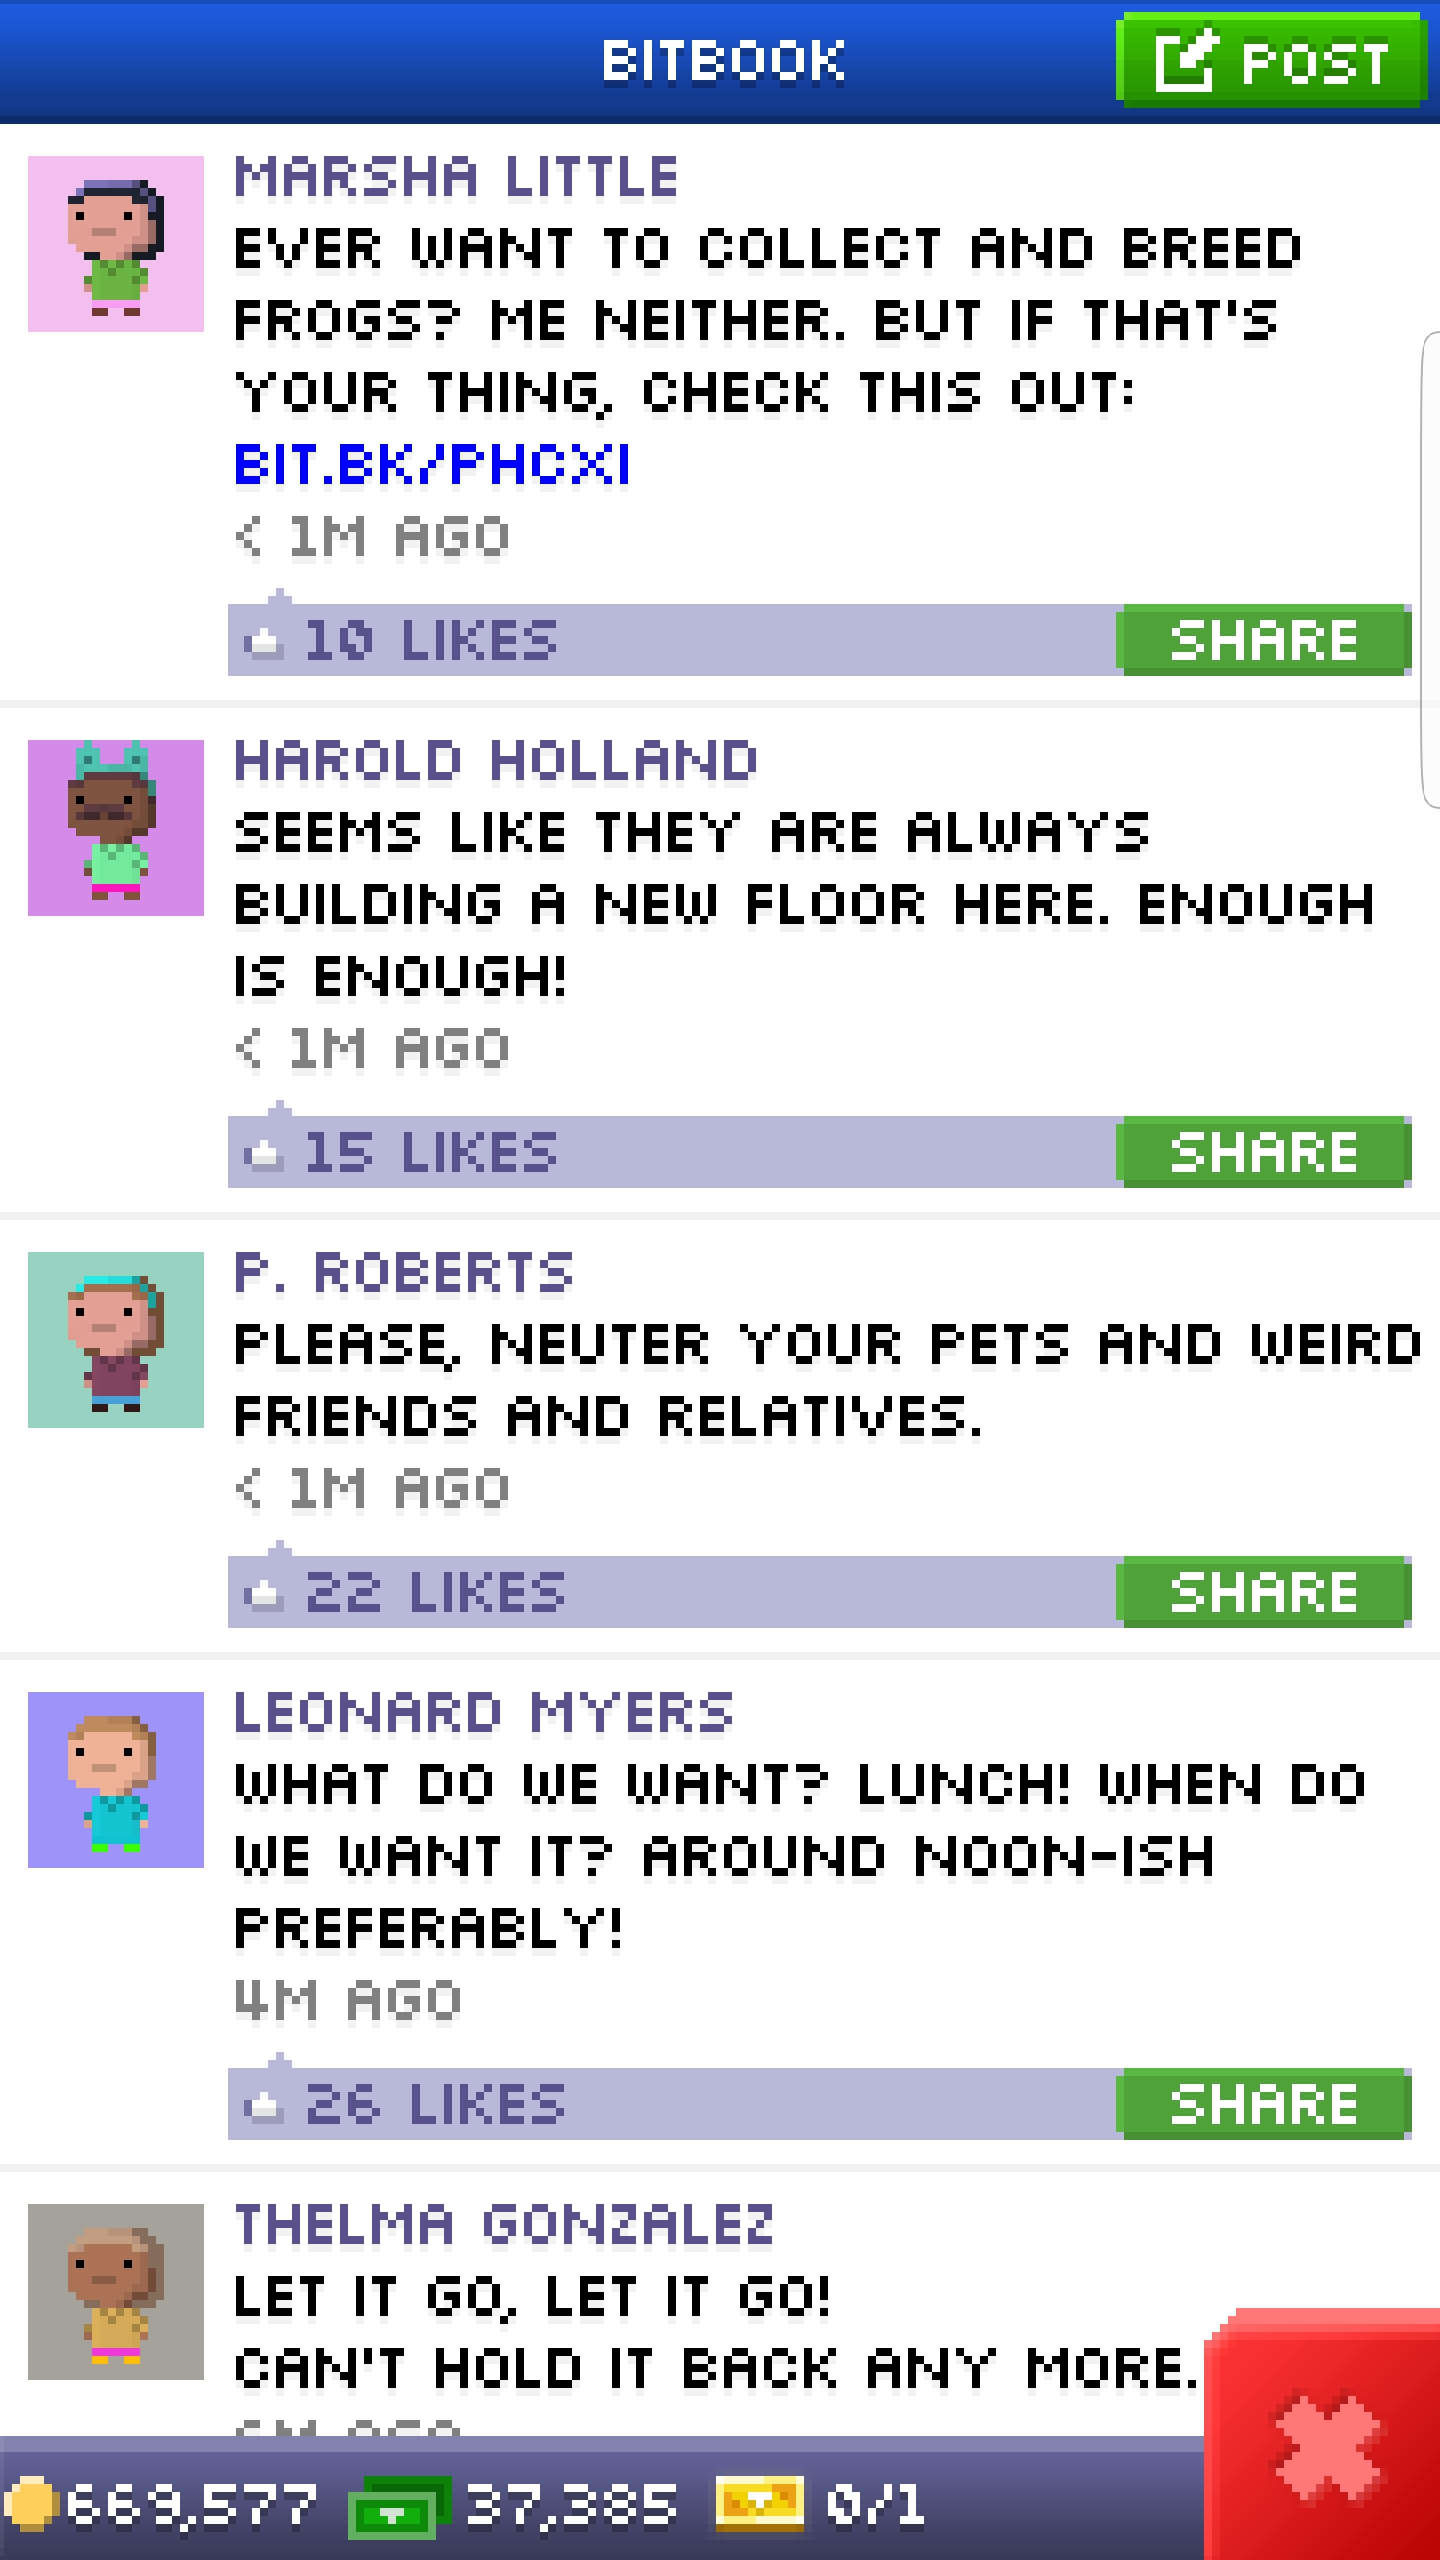 BITBOOK
POST
MARSHA LITTLE
EVER WANT TO COLLECT AND BREED
FROGS? ME NEITHER. BUT IF THAT'S
YOUR THING, CHECK THIS OUT:
BIT.BK/PHCXI
< 1M AGO
10 LIKES
SHARE
HAROLD HOLLAND
SEEMS LIKE THEY ARE ALWAYS
BUILDING A NEW FLOOR HERE. ENOUGH
IS ENOUGH!
< 1M AGO
15 LIKES
SHARE
P. ROBERTS
PLEASE, NEUTER YOUR PETS AND WEIRD
FRIENDS AND RELATIVES.
< 1M AGO
22 LIKES
SHARE
LEONARD MYERS
WHAT DO WE WANT? LUNCH! WHEN DO
WE WANT IT? AROUND NOON-ISH
PREFERABLY!
4M AGO
26 LIKES
SHARE
THELMA GONZALEZ
LET IT GO, LET IT GO!
CAN'T HOLD IT BACK ANY MORE.
669,577
37,385
0/1